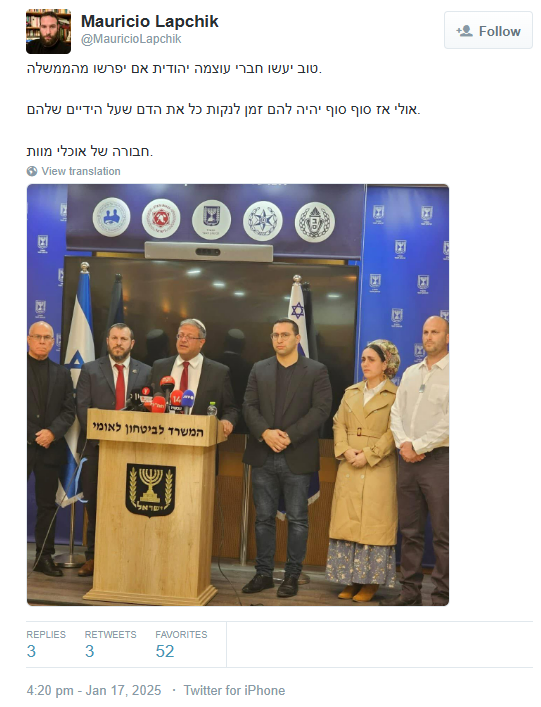 Mauricio Lapchik
@MauricioLapchik
Follow
טוב יעשו חברי עוצמה יהודית אם יפרשו מהממשלה.
אולי אז סוף סוף יהיה להם זמן לנקות כל את הדם שעל הידיים שלהם.
חבורה של אוכלי מוות.
View translation
14
המשרד לביטחון לאומי
ישראל
REPLIES
3
RETWEETS
3
FAVORITES
52
4:20 pm - Jan 17, 2025 · Twitter for iPhone